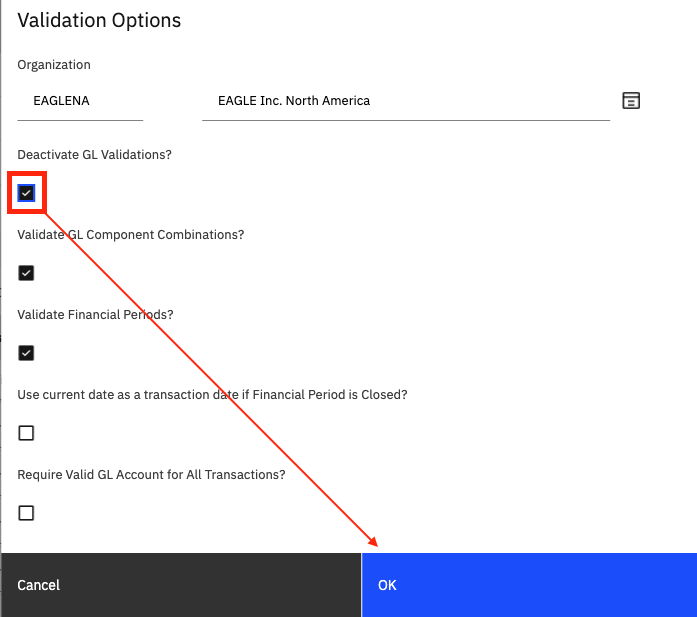 Validation Options
Organization
EAGLENA EAGLE Inc. North America
Deactivate GL Validations?
Validate GL Component Combinations?
Validate Financial Periods?
Use current date as a transaction date if Financial Period is Closed?
Require Valid GL Account for All Transactions?
Cancel OK